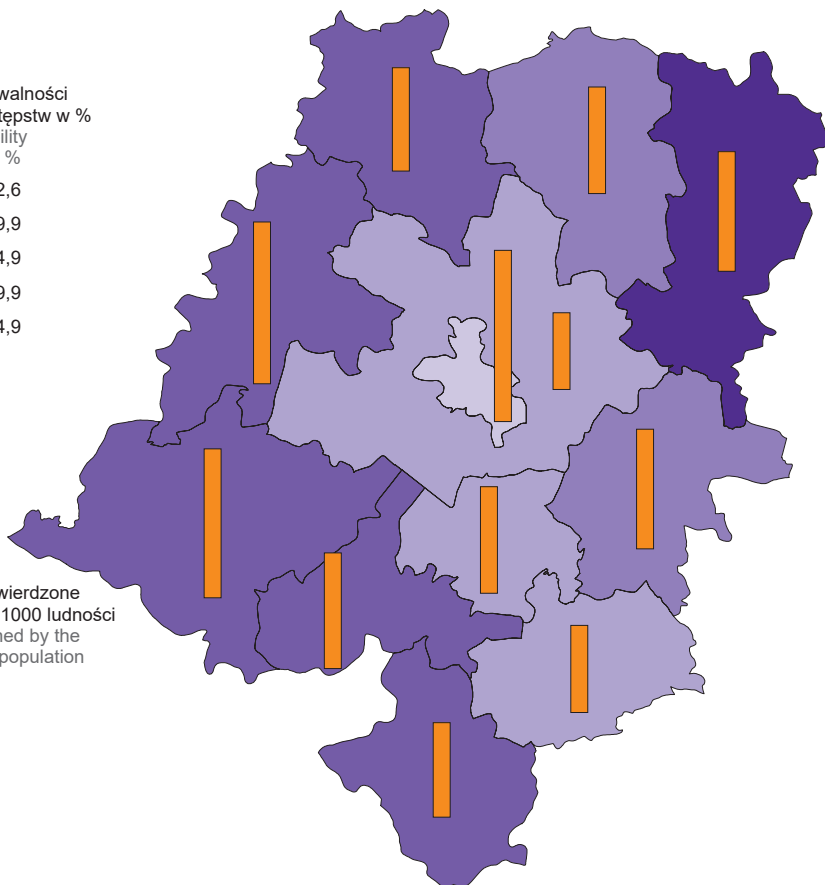 walności
tępstw w %
ility
%
2,6
9,9
4,9
9,9
4,9
wierdzone
1000 ludności
ned by the
population